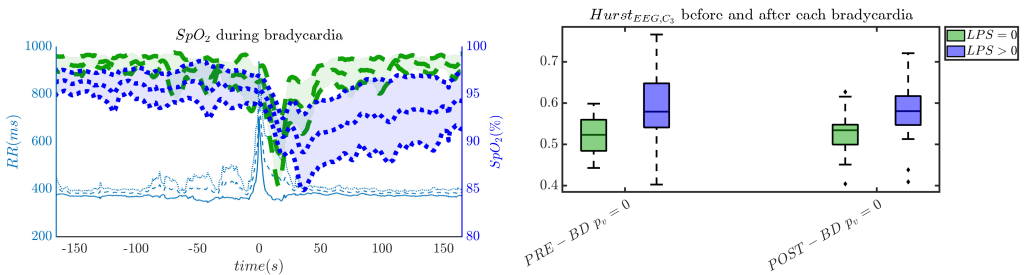 SpO2 during bradycardia
1000
800
600
400
200
RR(ms)
100
95
90
85
80
SpO2(%)
-150 -100 -50 0 50 100 150
time(s)
HurstEEG,C3 before and after each bradycardia
0.7
0.6
0.5
0.4
PRE − BD pv = 0
POST − BD pv = 0
LPS = 0
LPS > 0